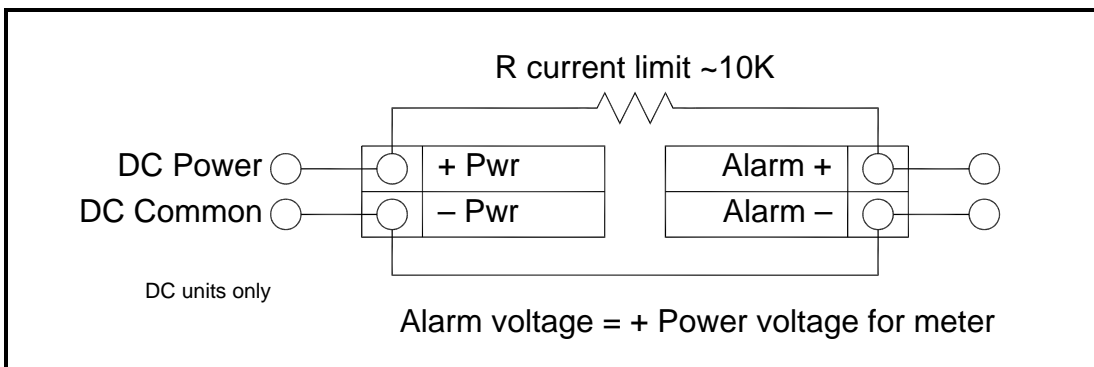 R current limit ~10K
DC Power
+ Pwr
Alarm +
DC Common
– Pwr
Alarm –
DC units only
Alarm voltage = + Power voltage for meter